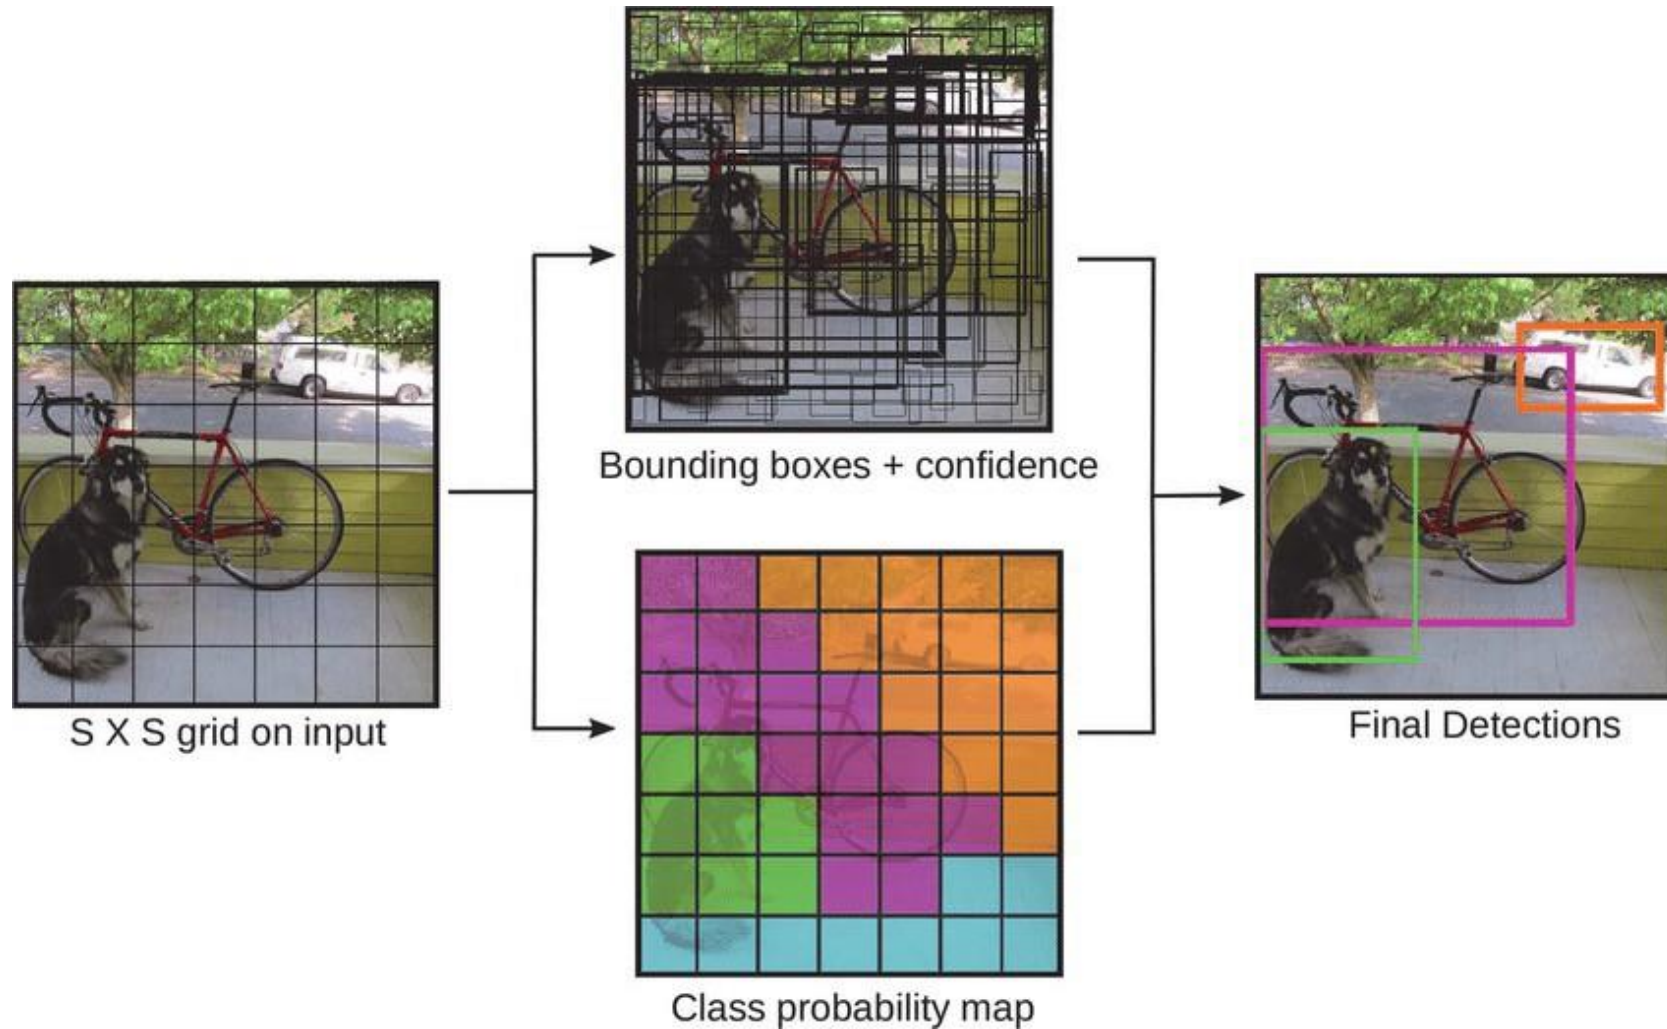 Bounding boxes + confidence
S X S grid on input
Final Detections
Class probability map